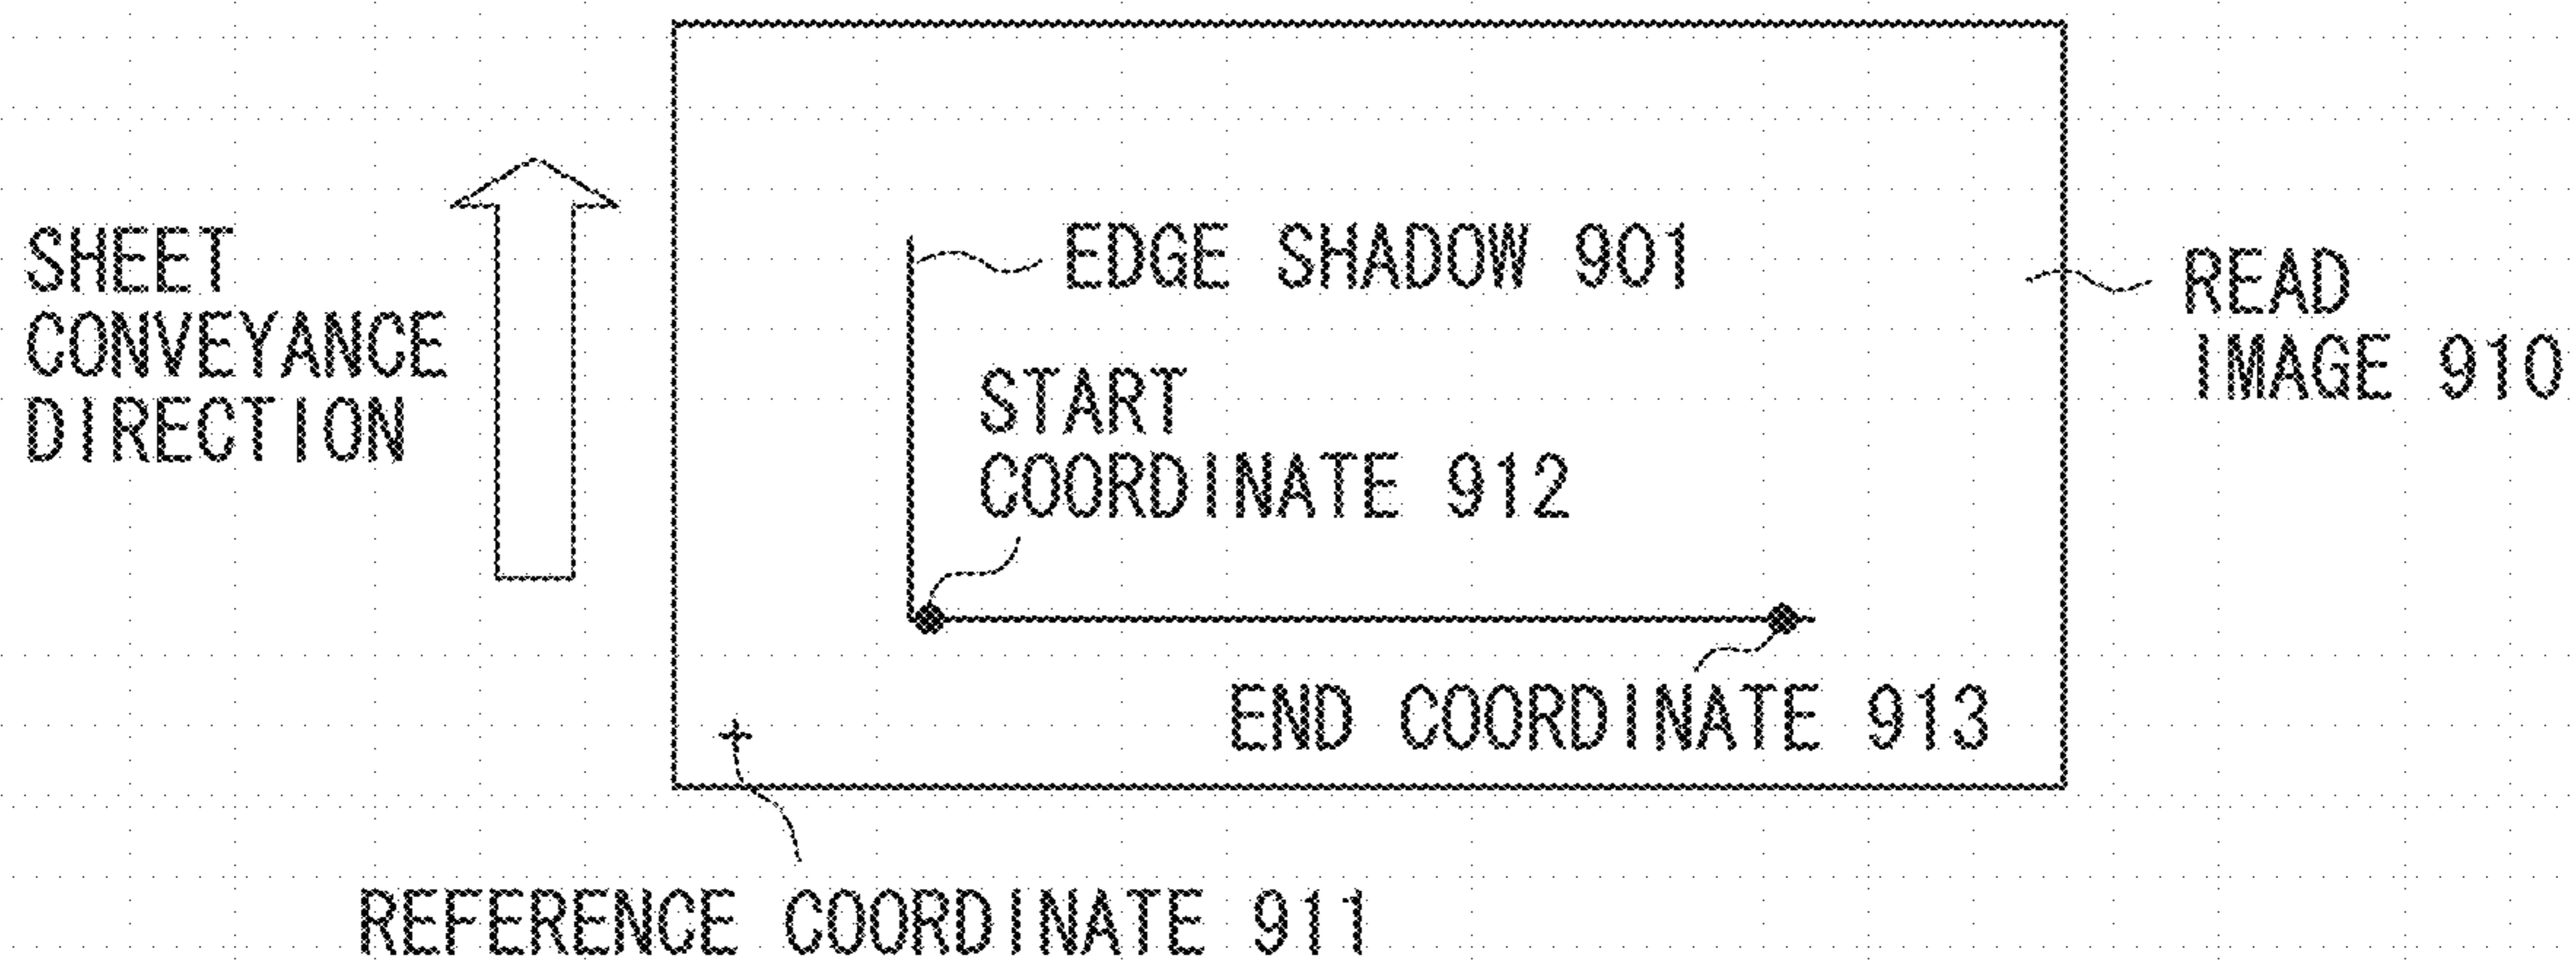 SHEET
CONVEYANCE
DIRECTION
EDGE SHADOW 901
START
COORDINATE 912
READ
IMAGE 910
END COORDINATE 913
REFERENCE COORDINATE 911